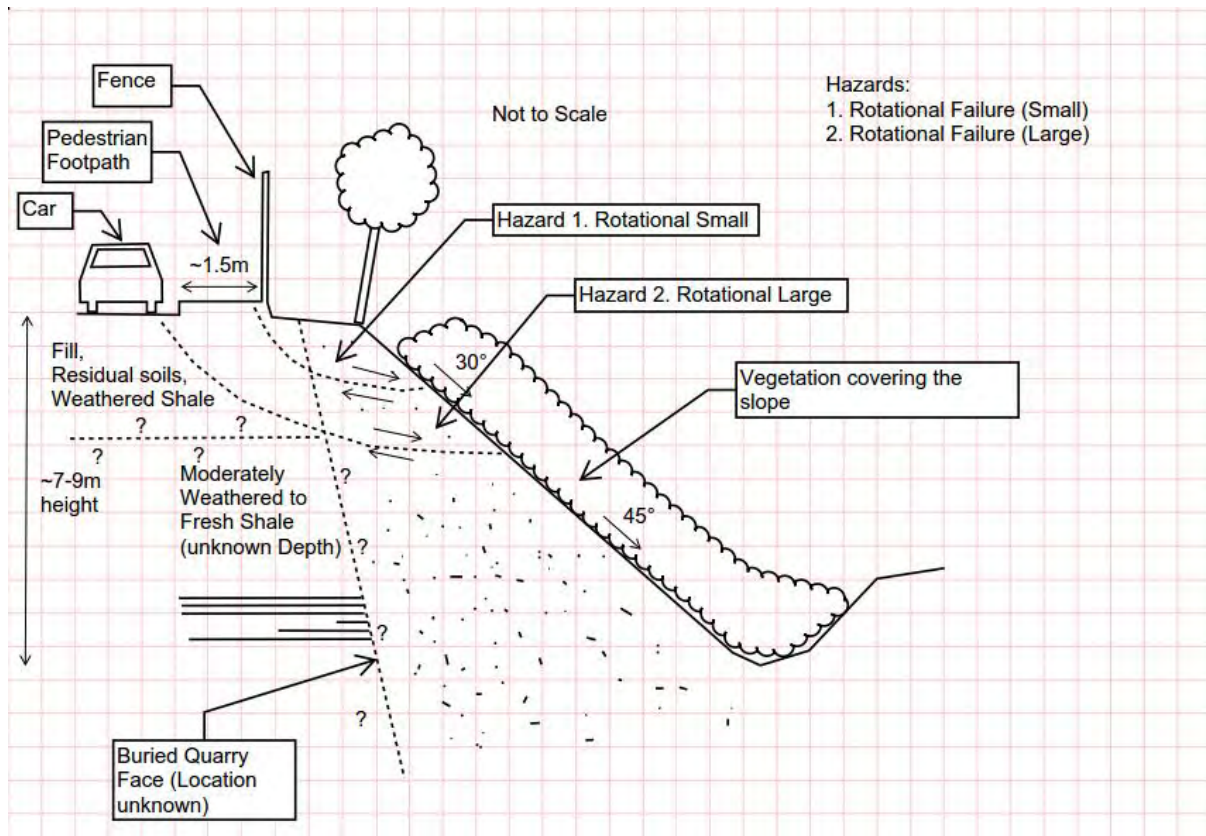 Fence
Pedestrian
Footpath
Car
~1.5m
Not to Scale
Hazards:
1. Rotational Failure (Small)
2. Rotational Failure (Large)
Hazard 1. Rotational Small
Hazard 2. Rotational Large
30°
Vegetation covering the
slope
45°
Fill,
Residual soils,
Weathered Shale
? ?
? ?
~7-9m
height
Moderately
Weathered to
Fresh Shale
(unknown Depth)
?
?
?
?
Buried Quarry
Face (Location
unknown)